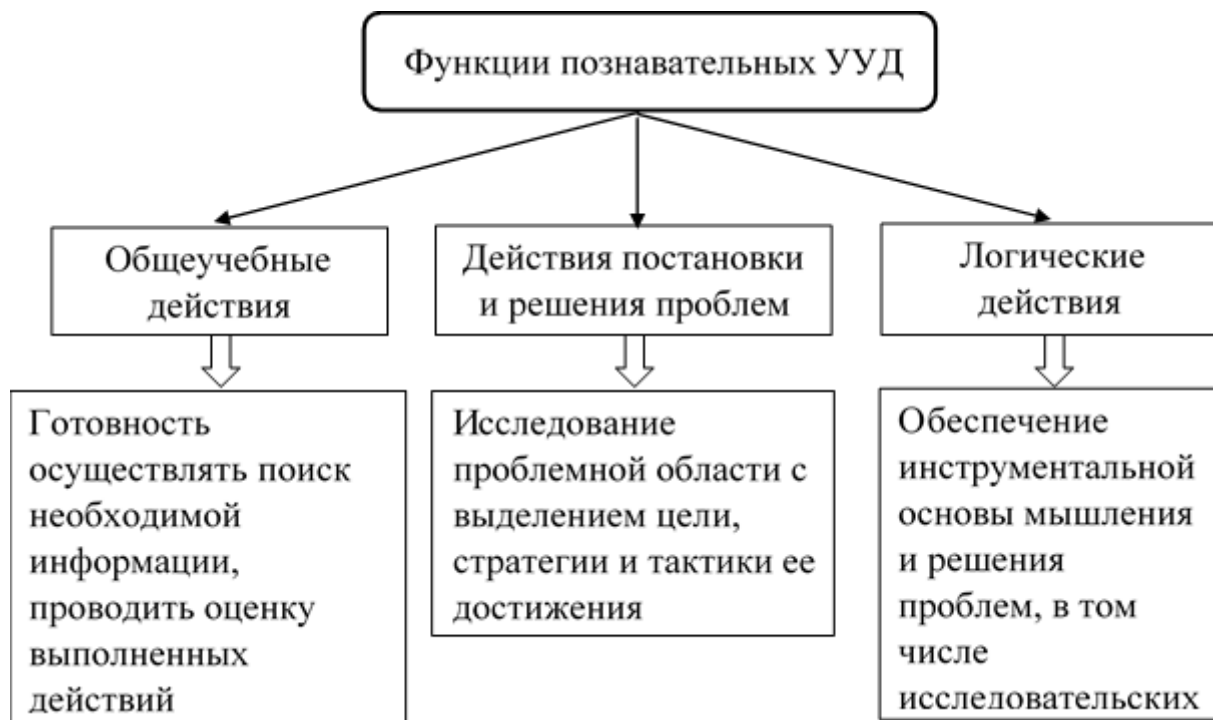 Функции познавательных УУД
Общеучебные
действия
Действия постановки
и решения проблем
Логические
действия
Готовность
осуществлять поиск
необходимой
информации,
проводить оценку
выполненных
действий
Исследование
проблемной области с
выделением цели,
стратегии и тактики ее
достижения
Обеспечение
инструментальной
основы мышления
и решения
проблем, в том
числе
исследовательских